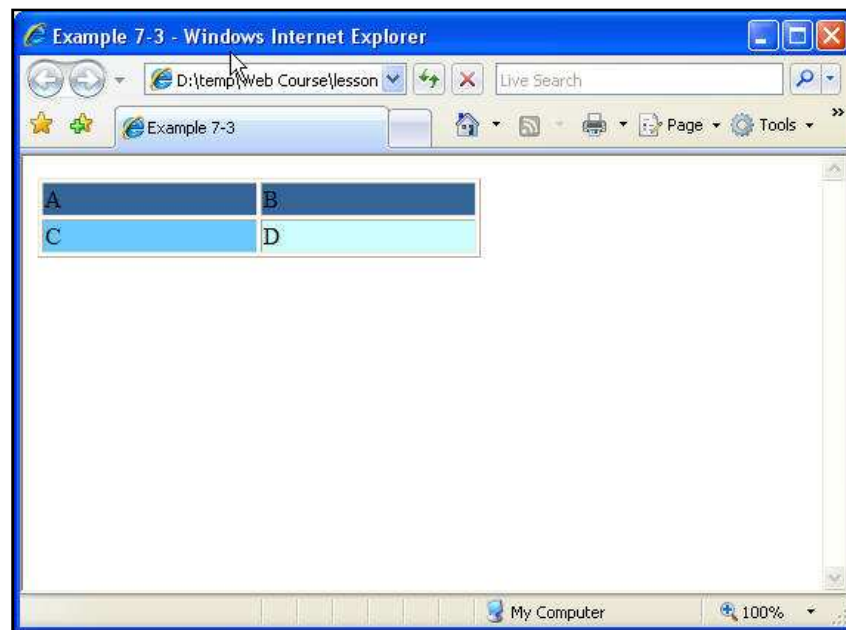 Example 7-3 - Windows Internet Explorer
D:\temp\Web Course\lesson
Live Search
Example 7-3
Page
Tools
A
B
C
D
My Computer
100%